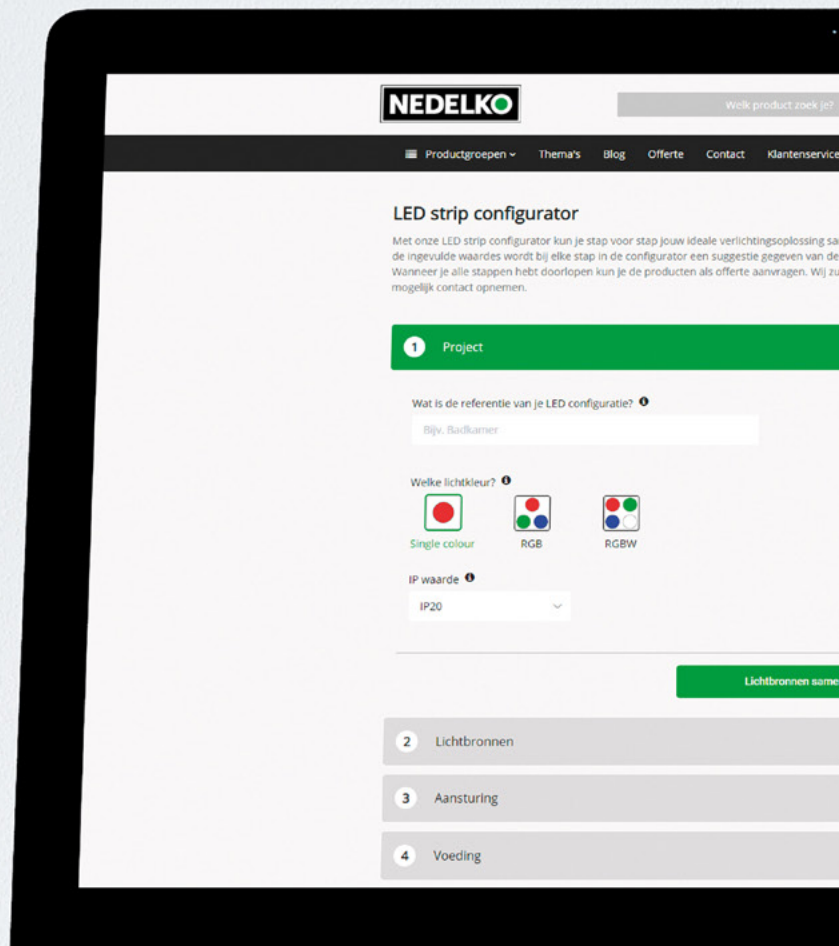 NEDELKO
Welk product zoek je?
Productgroepen Thema's Blog Offerte Contact Klantenservice
LED strip configurator
Met onze LED strip configurator kun je stap voor stap jouw ideale verlichtingsoplossing sa
de ingevulde waardes wordt bij elke stap in de configurator een suggestie gegeven van de
Wanneer je alle stappen hebt doorlopen kun je de producten als offerte aanvragen. Wij zu
mogelijk contact opnemen.
1 Project
Wat is de referentie van je LED configuratie?
Bijv. Badkamer
Welke lichtkleur?
Single colour RGB RGBW
IP waarde
IP20
Lichtbronnen same
2 Lichtbronnen
3 Aansturing
4 Voeding